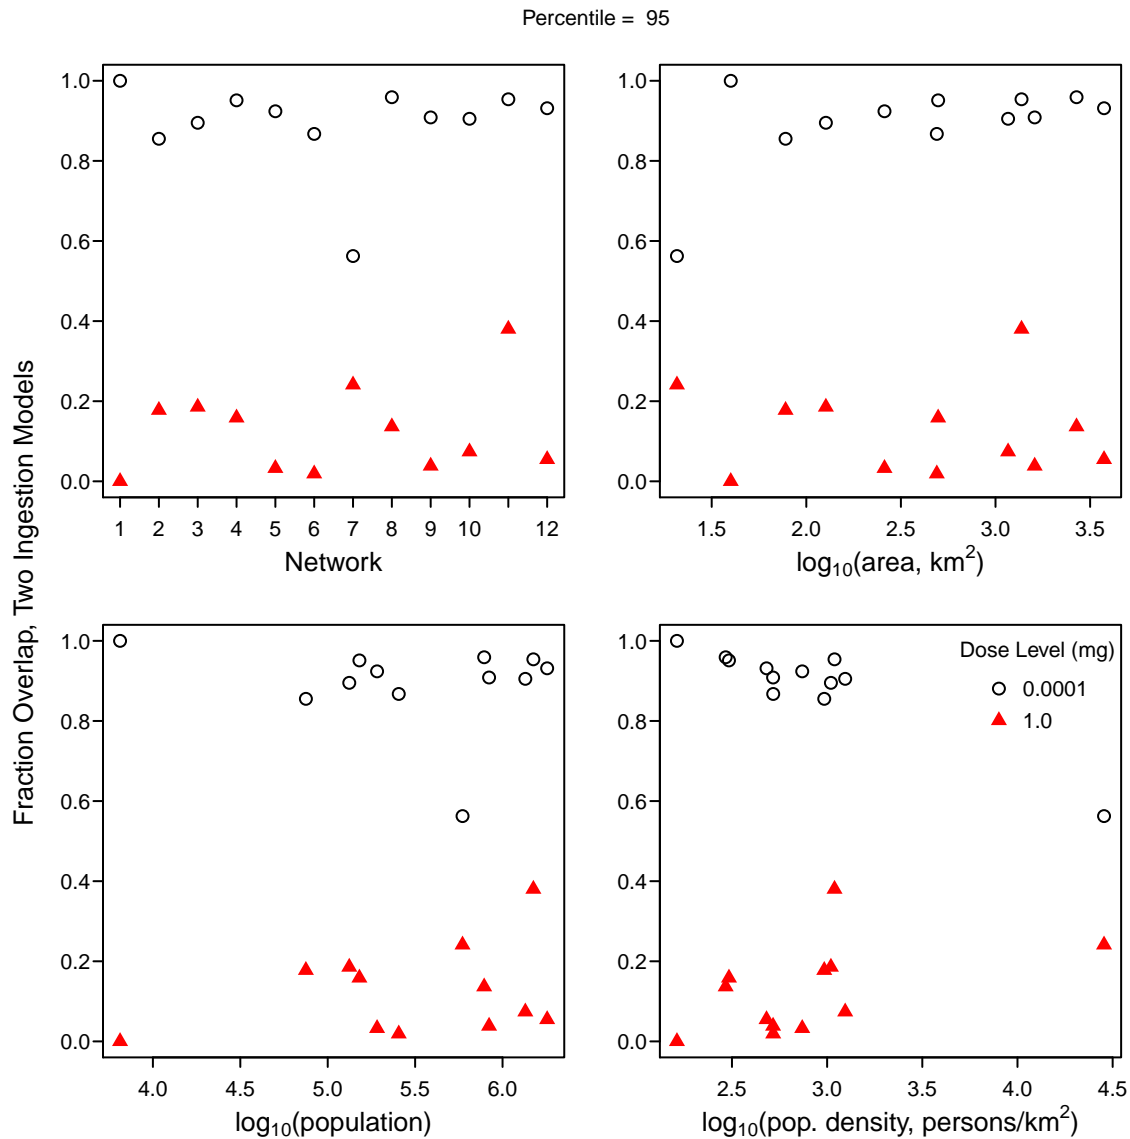 Percentile = 95
Fraction Overlap, Two Ingestion Models
1.0
0.8
0.6
0.4
0.2
0.0
1 2 3 4 5 6 7 8 9 10 12
Network
1.0
0.8
0.6
0.4
0.2
0.0
1.5 2.0 2.5 3.0 3.5
log₁₀(area, km²)
1.0
0.8
0.6
0.4
0.2
0.0
4.0 4.5 5.0 5.5 6.0
log₁₀(population)
1.0
0.8
0.6
0.4
0.2
0.0
Dose Level (mg)
0.0001
1.0
2.5 3.0 3.5 4.0 4.5
log₁₀(pop. density, persons/km²)